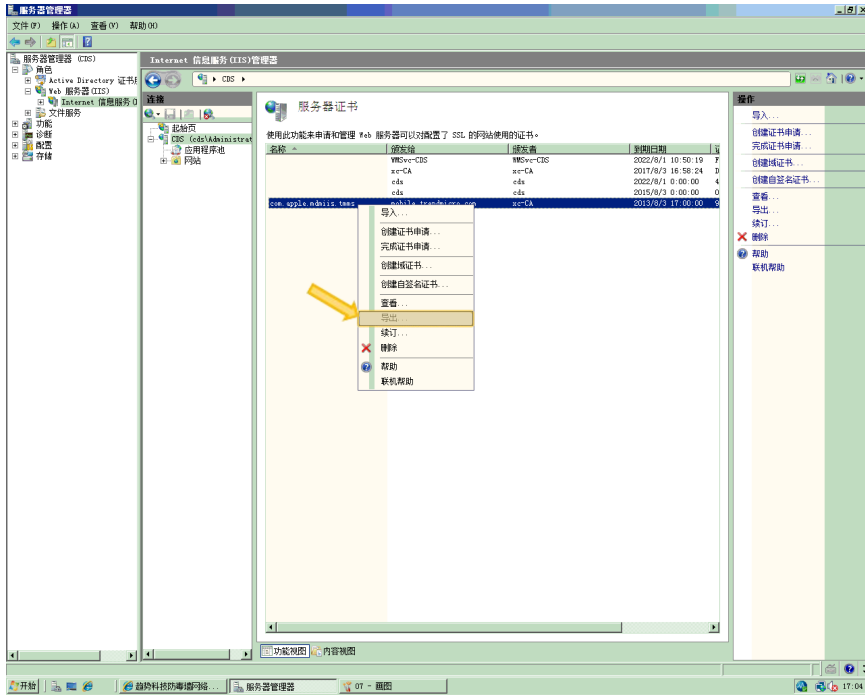 服务器管理器
文件(F) 操作(A) 查看(V) 帮助(H)
服务器管理器 (CDS)
角色
Active Directory 证书服
Web 服务器(IIS)
Internet 信息服务(I
文件服务
功能
诊断
配置
存储
Internet 信息服务(IIS)管理器
CDS
连接
起始页
CDS (cds\Administrat
应用程序池
网站
服务器证书
使用此功能来申请和管理 Web 服务器可以对配置了 SSL 的网站使用的证书。
名称 颁发给 颁发者 到期日期 证
WMSvc-CDS WMSvc-CDS 2022/8/1 10:50:19 F
xc-CA xc-CA 2017/8/3 16:58:24 D
cds cds 2022/8/1 0:00:00 4
cds cds 2015/8/3 0:00:00 0
com.apple.mdmiis.tmms mobile.trendmicro.com xc-CA 2013/8/3 17:00:00 9
导入...
创建证书申请...
完成证书申请...
创建域证书...
创建自签名证书...
查看...
导出...
续订...
删除
帮助
联机帮助
操作
导入...
创建证书申请...
完成证书申请...
创建域证书...
创建自签名证书...
查看...
导出...
续订...
删除
帮助
联机帮助
功能视图 内容视图
开始 趋势科技防毒墙网络... 服务器管理器 07 - 画图 17:04